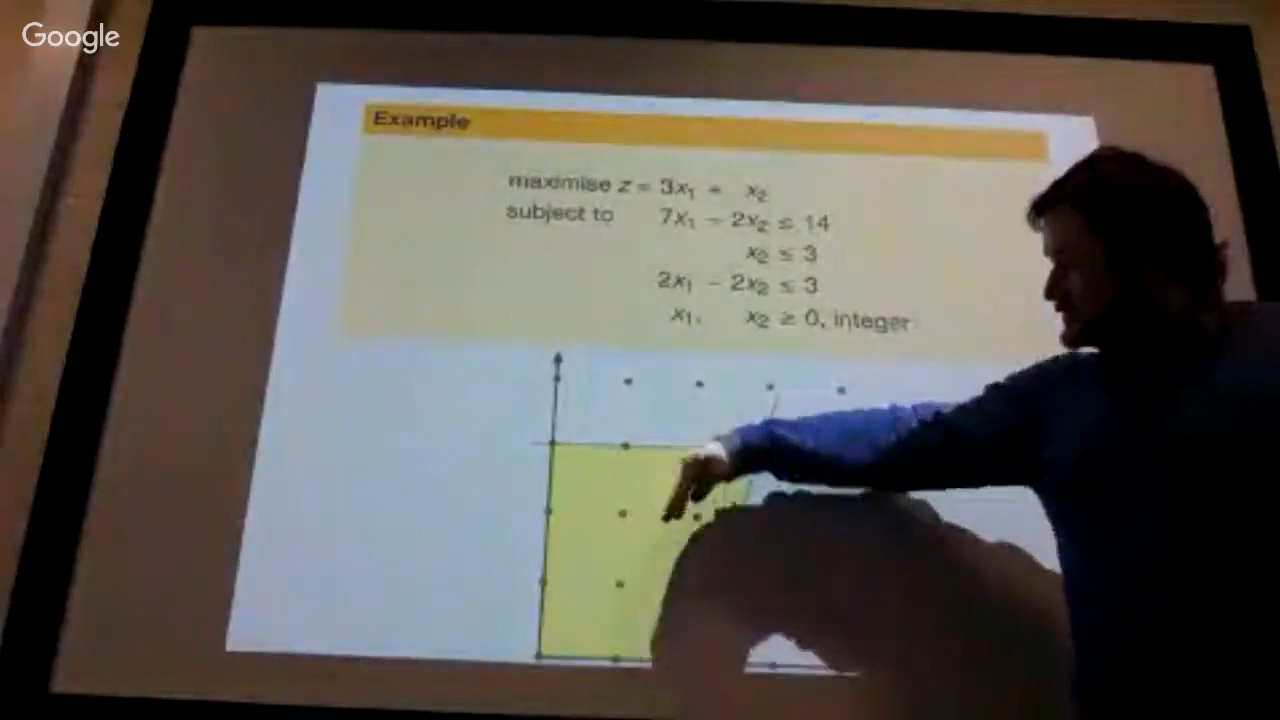 Google
Example
maximise z = 3x₁ + x₂
subject to 7x₁ − 2x₂ ≤ 14
x₂ ≤ 3
2x₁ − 2x₂ ≤ 3
x₁, x₂ ≥ 0, integer